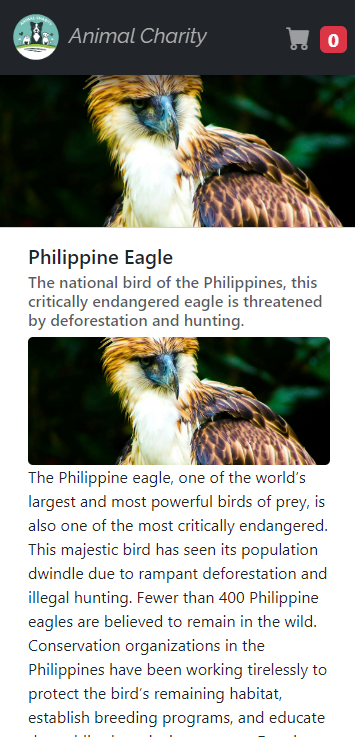 ANIMAL CHARITY
Animal Charity
0
Philippine Eagle
The national bird of the Philippines, this
critically endangered eagle is threatened
by deforestation and hunting.
The Philippine eagle, one of the world’s
largest and most powerful birds of prey, is
also one of the most critically endangered.
This majestic bird has seen its population
dwindle due to rampant deforestation and
illegal hunting. Fewer than 400 Philippine
eagles are believed to remain in the wild.
Conservation organizations in the
Philippines have been working tirelessly to
protect the bird’s remaining habitat,
establish breeding programs, and educate